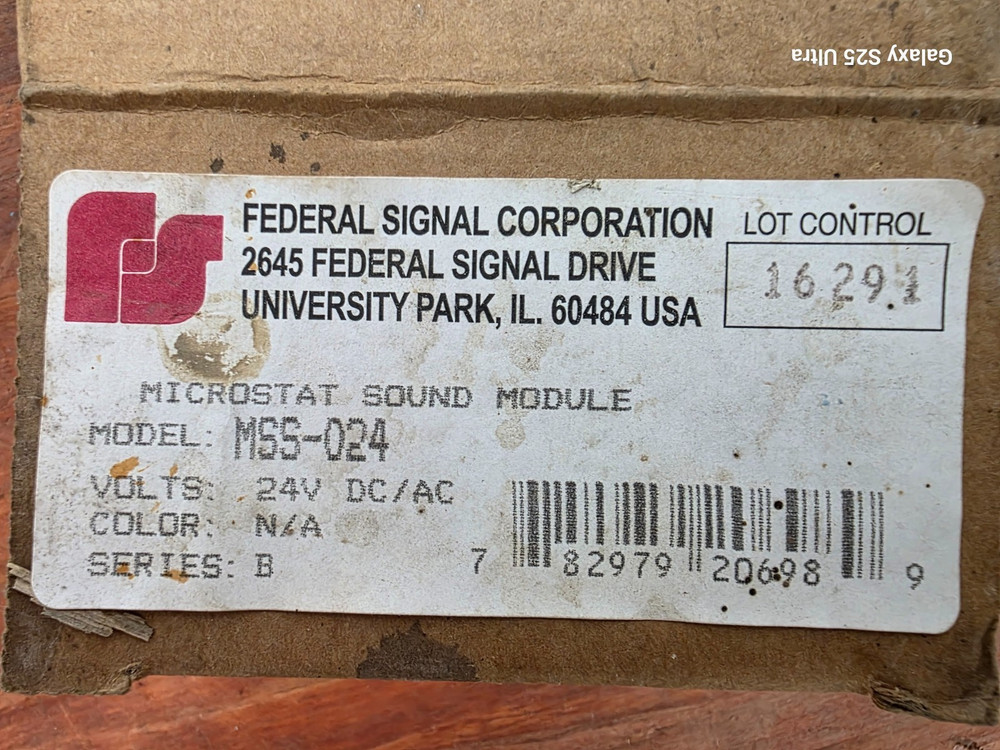 Galaxy S25 Ultra
FEDERAL SIGNAL CORPORATION
2645 FEDERAL SIGNAL DRIVE
UNIVERSITY PARK, IL. 60484 USA
LOT CONTROL
16291
MICROSTAT SOUND MODULE
MODEL: MSS-024
VOLTS: 24V DC/AC
COLOR: N/A
SERIES: B
7 82979 20698 9